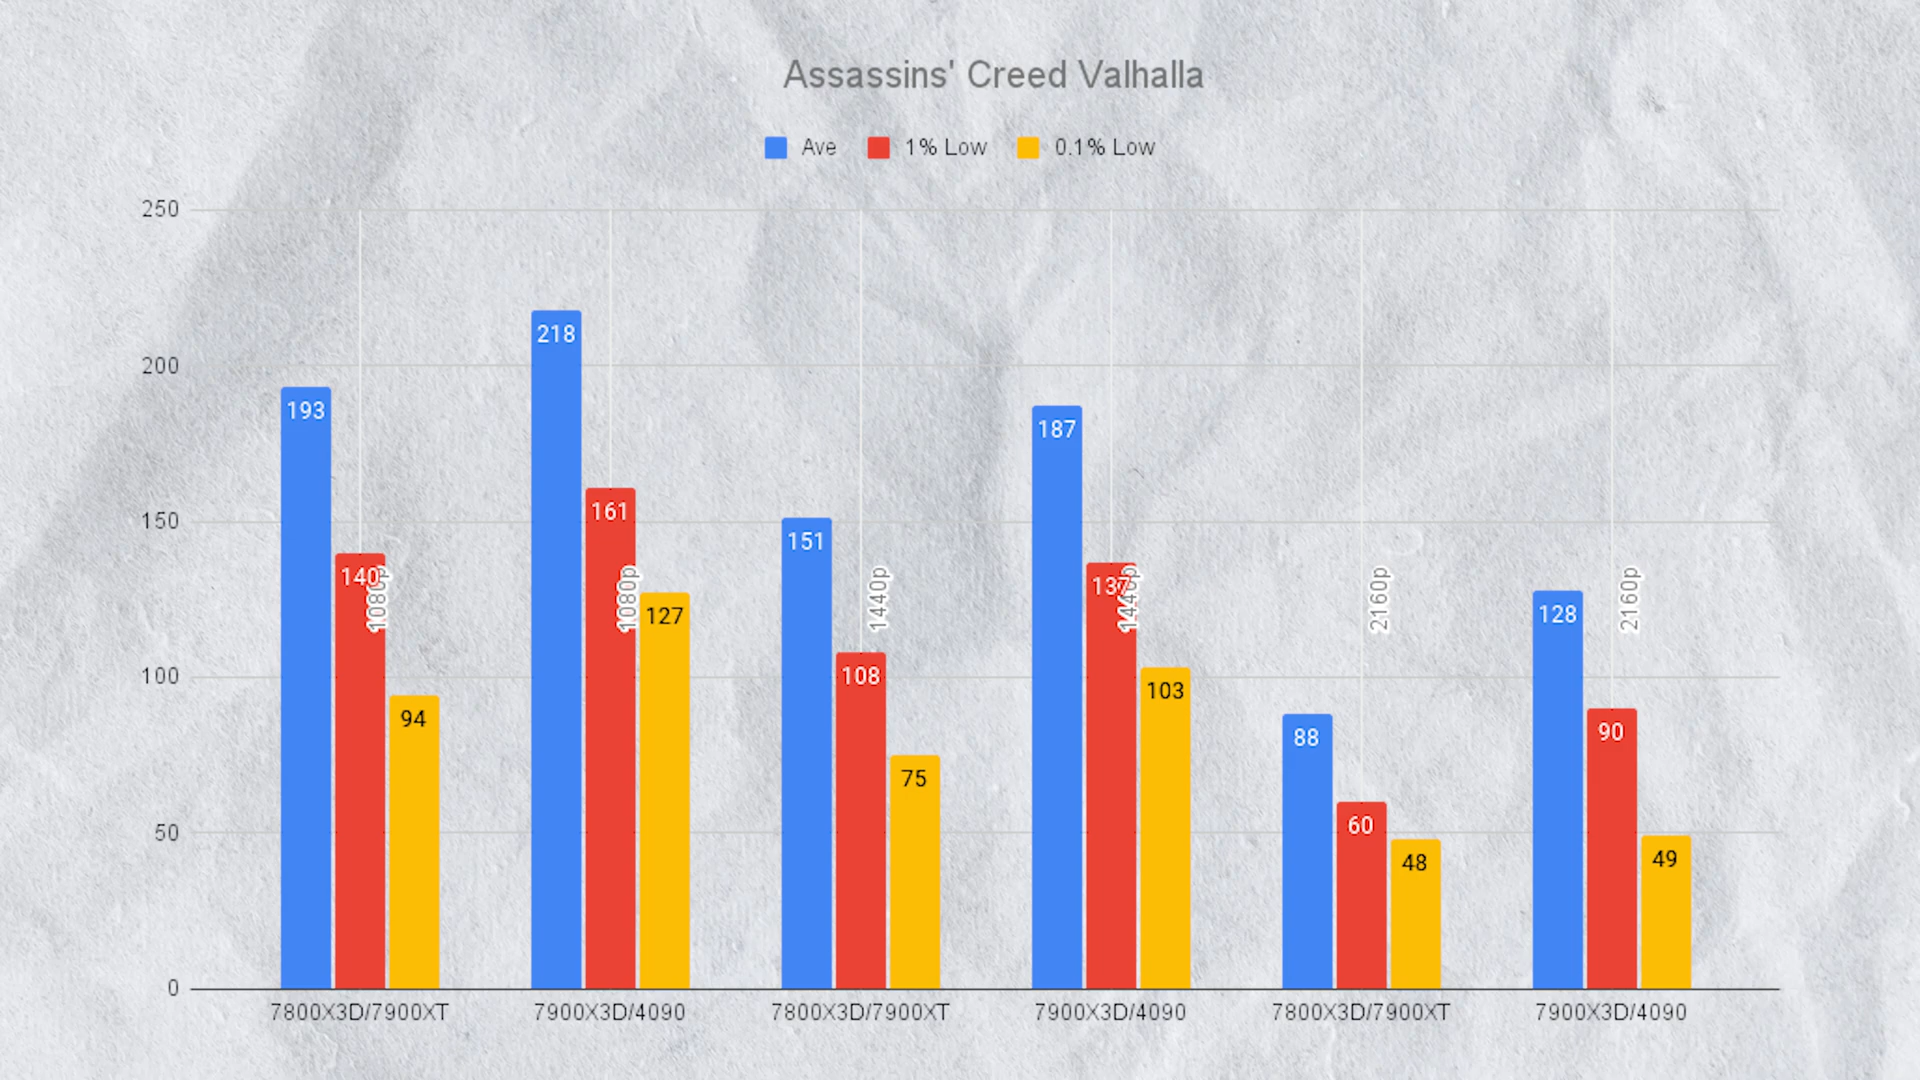 Assassins' Creed Valhalla
Ave 1% Low 0.1% Low
250
200
150
100
50
0
193
140
94
1080p
218
161
127
1080p
151
108
75
1440p
187
137
103
1440p
88
60
48
2160p
128
90
49
2160p
7800X3D/7900XT 7900X3D/4090 7800X3D/7900XT 7900X3D/4090 7800X3D/7900XT 7900X3D/4090